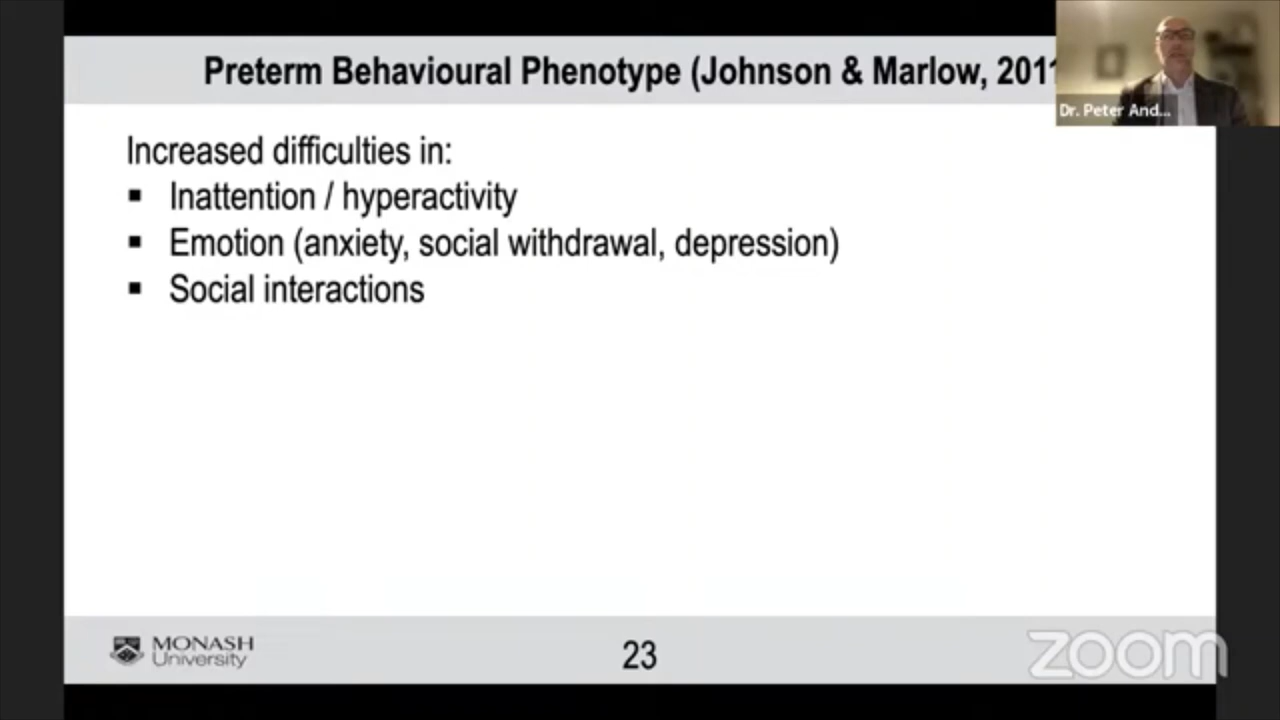 Preterm Behavioural Phenotype (Johnson & Marlow, 2011
Dr. Peter And...
Increased difficulties in:
▪ Inattention / hyperactivity
▪ Emotion (anxiety, social withdrawal, depression)
▪ Social interactions
MONASH
University
23
zoom